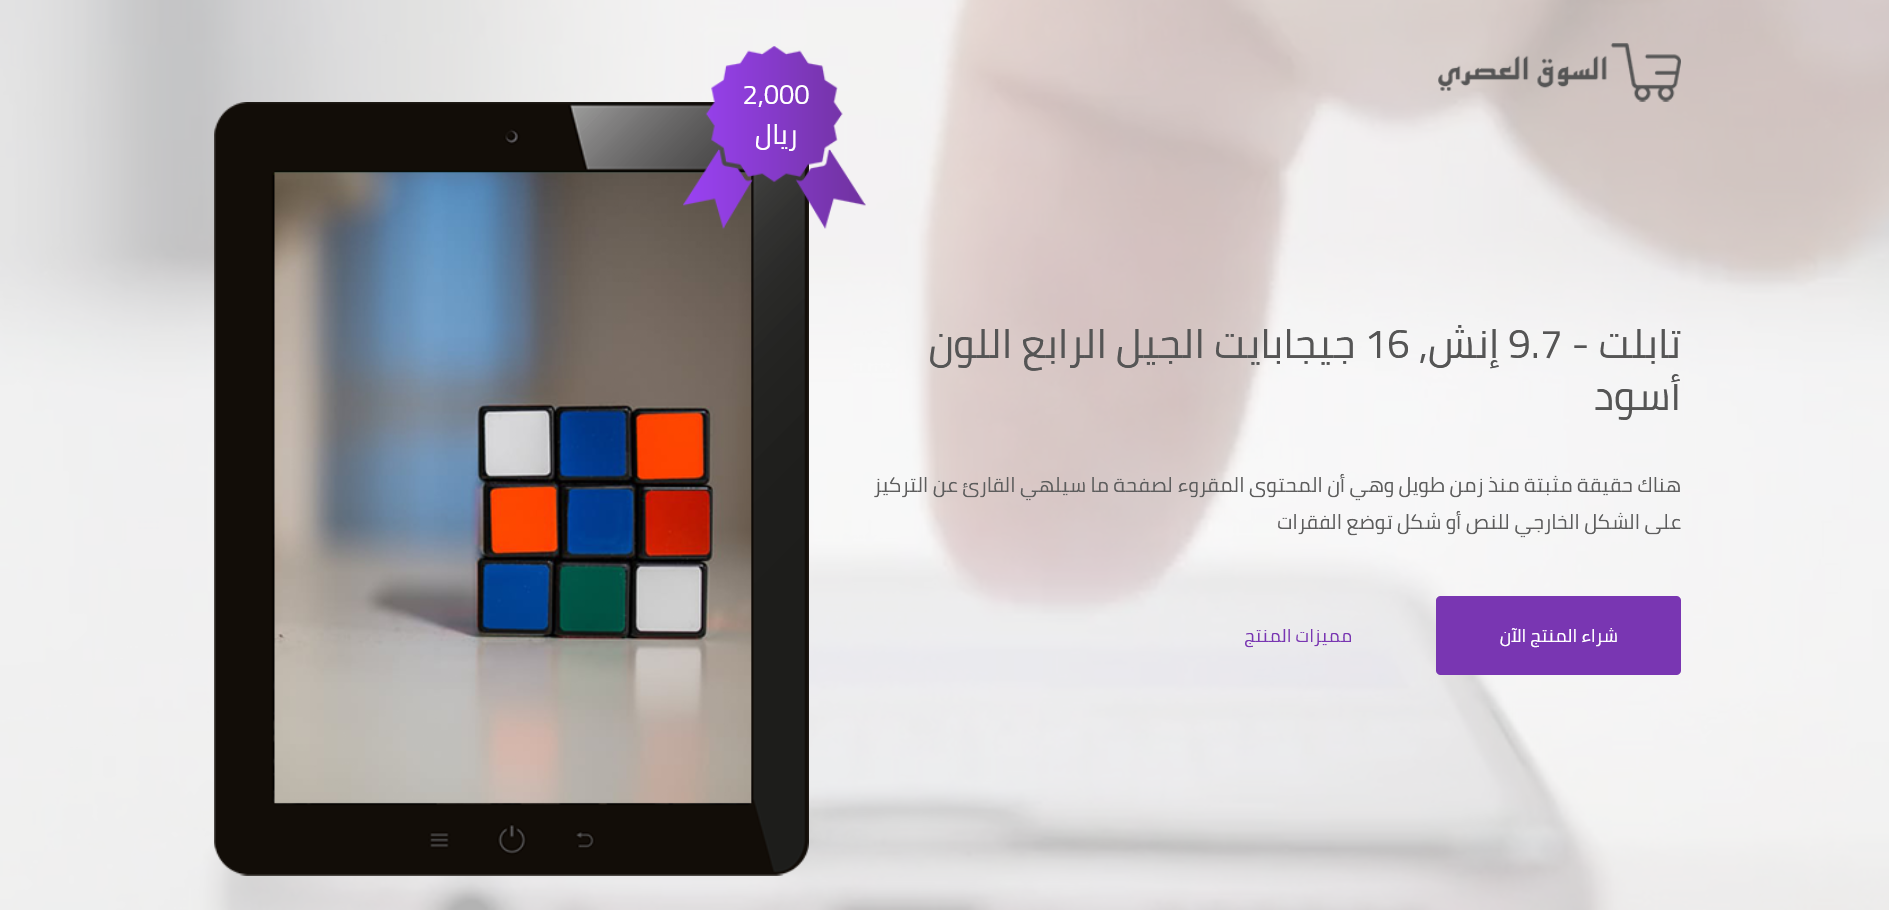 السوق العصري
2,000
ريال
تابلت - 9.7 إنش, 16 جيجابايت الجيل الرابع اللون
أسود
هناك حقيقة مثبتة منذ زمن طويل وهي أن المحتوى المقروء لصفحة ما سيلهي القارئ عن التركيز
على الشكل الخارجي للنص أو شكل توضع الفقرات
شراء المنتج الآن
مميزات المنتج